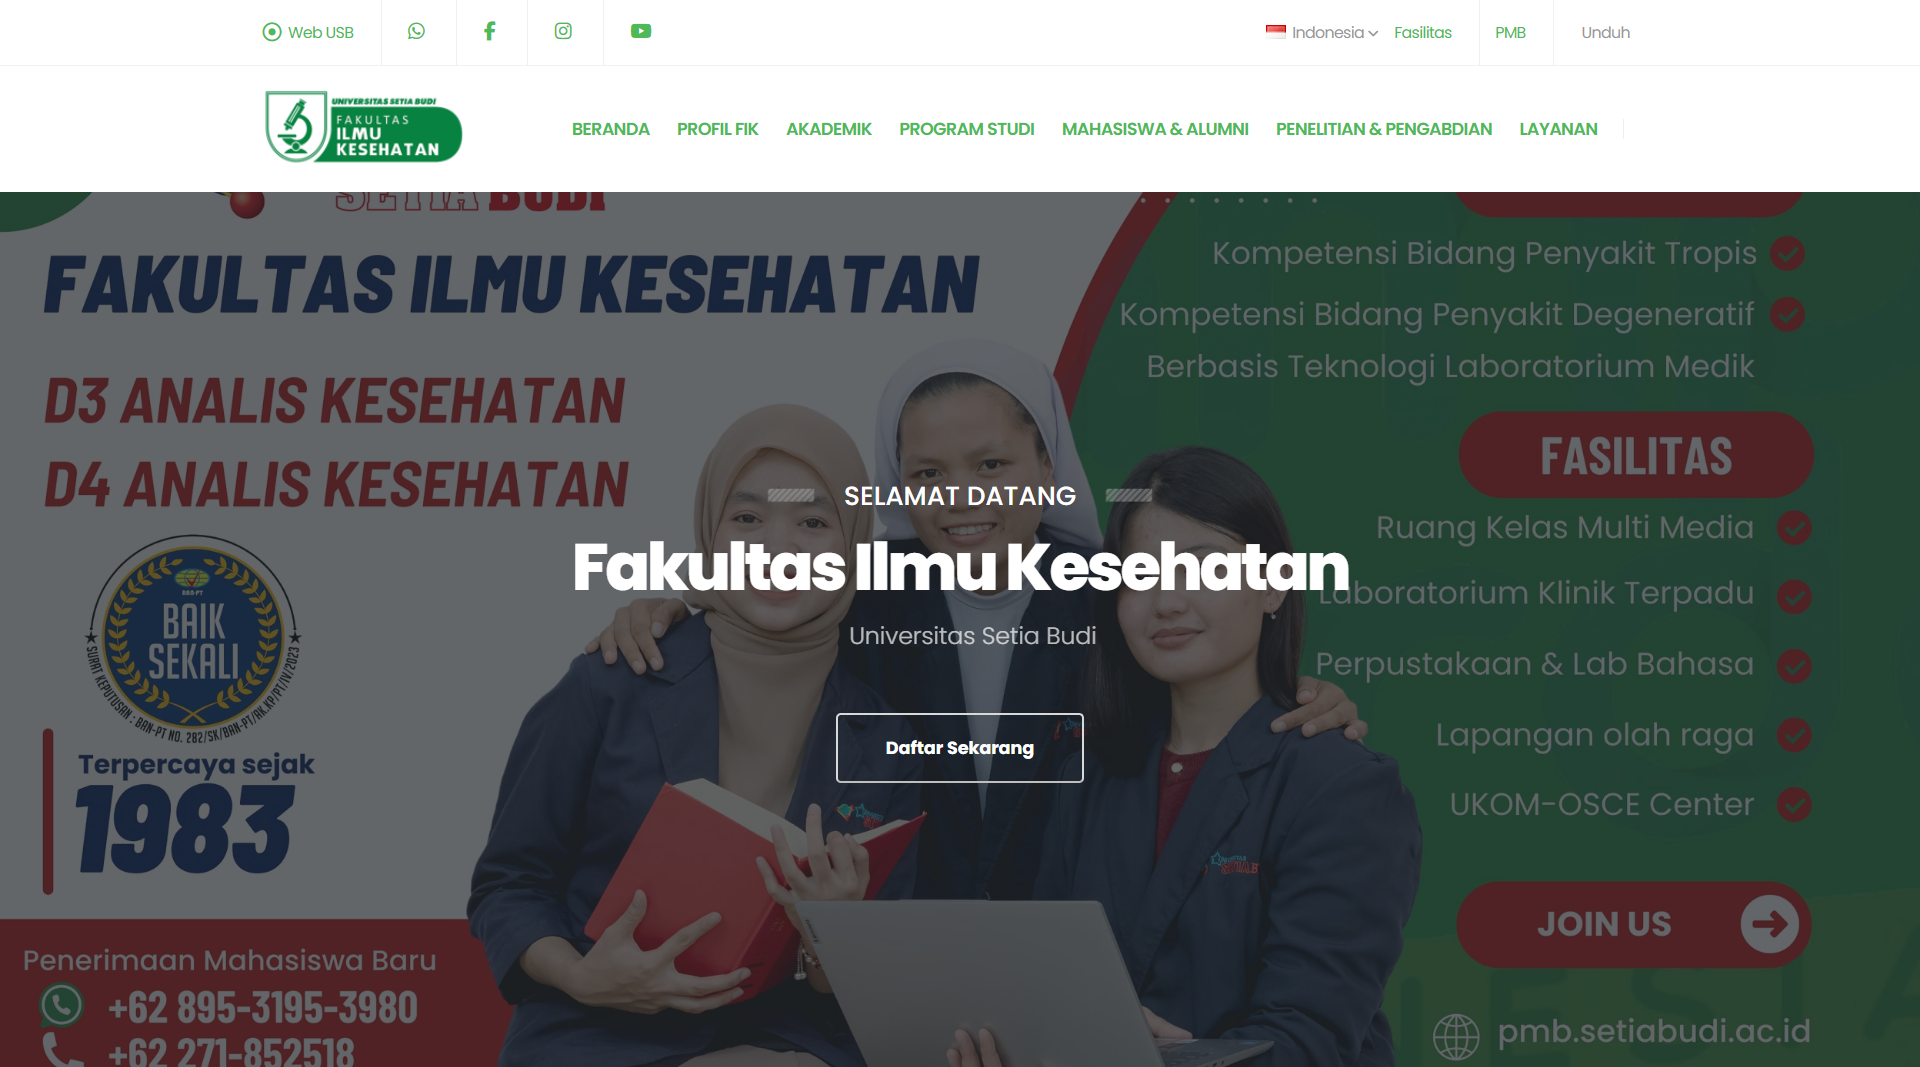 Web USB
Indonesia
Fasilitas
PMB
Unduh
UNIVERSITAS SETIA BUDI
FAKULTAS
ILMU
KESEHATAN
BERANDA
PROFIL FIK
AKADEMIK
PROGRAM STUDI
MAHASISWA & ALUMNI
PENELITIAN & PENGABDIAN
LAYANAN
SETIA BUDI
FAKULTAS ILMU KESEHATAN
D3 ANALIS KESEHATAN
D4 ANALIS KESEHATAN
BAN-PT
BAIK
SEKALI
SURAT KEPUTUSAN : BAN-PT NO. 282/SK/BAN-PT/AK.KP/PT/IV/2023
Terpercaya sejak
1983
Penerimaan Mahasiswa Baru
+62 895-3195-3980
+62 271-852518
SELAMAT DATANG
Fakultas Ilmu Kesehatan
Universitas Setia Budi
Daftar Sekarang
Kompetensi Bidang Penyakit Tropis
Kompetensi Bidang Penyakit Degeneratif
Berbasis Teknologi Laboratorium Medik
FASILITAS
Ruang Kelas Multi Media
Laboratorium Klinik Terpadu
Perpustakaan & Lab Bahasa
Lapangan olah raga
UKOM-OSCE Center
JOIN US
pmb.setiabudi.ac.id